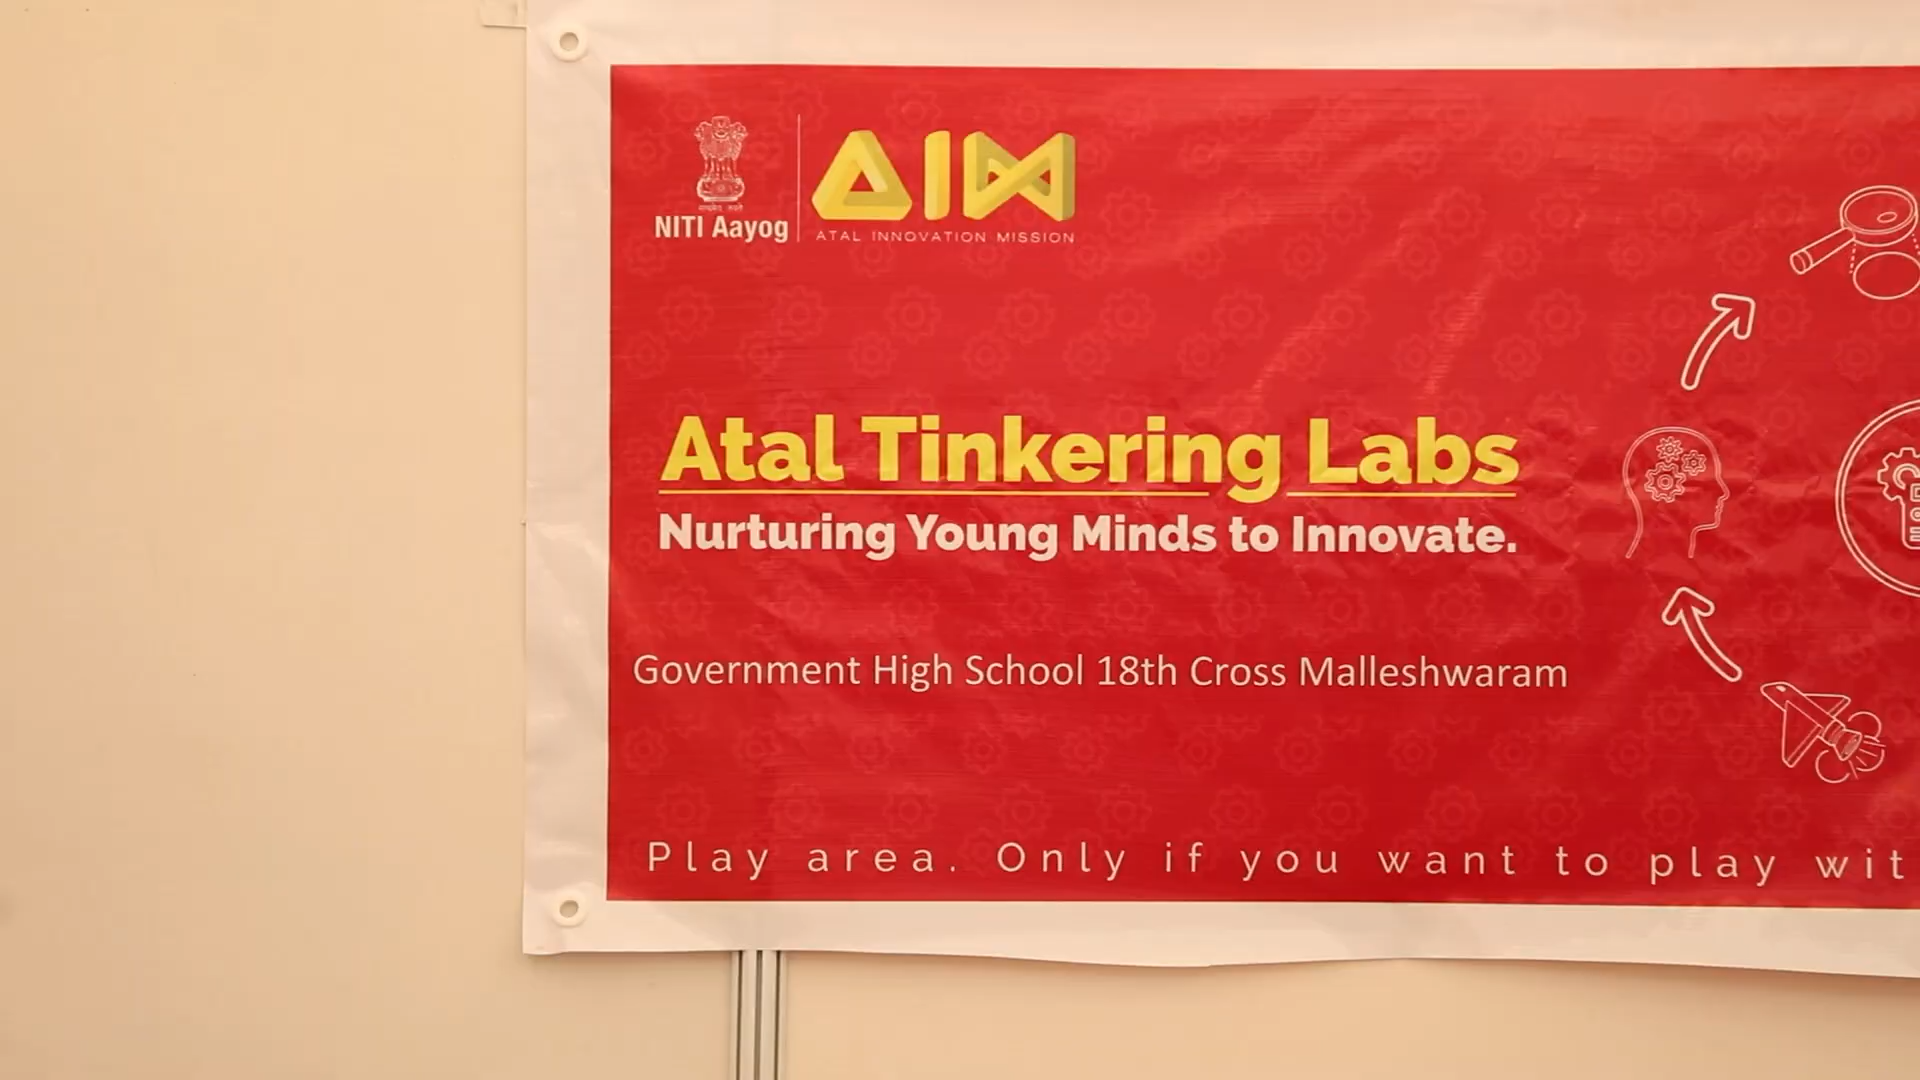 NITI Aayog
AIM
ATAL INNOVATION MISSION
Atal Tinkering Labs
Nurturing Young Minds to Innovate.
Government High School 18th Cross Malleshwaram
Play area. Only if you want to play wit